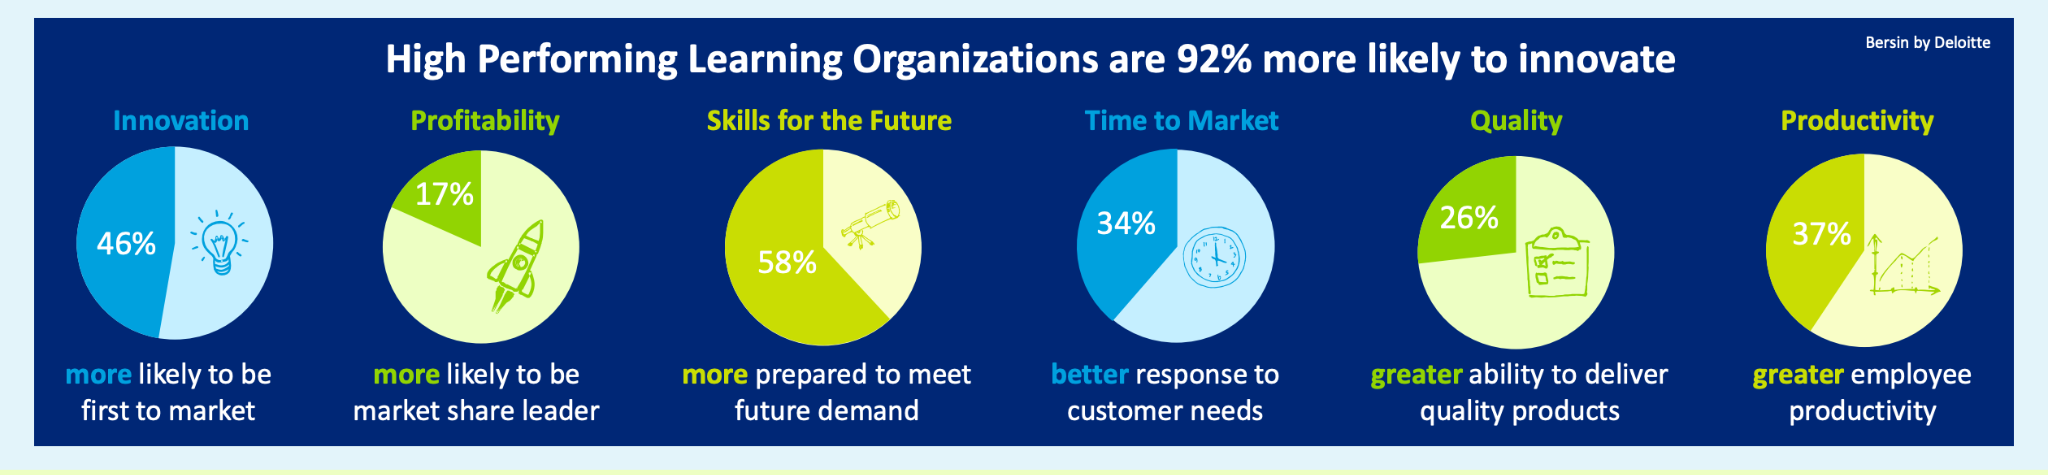 High Performing Learning Organizations are 92% more likely to innovate
Bersin by Deloitte
Innovation
46%
more likely to be
first to market
Profitability
17%
more likely to be
market share leader
Skills for the Future
58%
more prepared to meet
future demand
Time to Market
34%
better response to
customer needs
Quality
26%
greater ability to deliver
quality products
Productivity
37%
greater employee
productivity